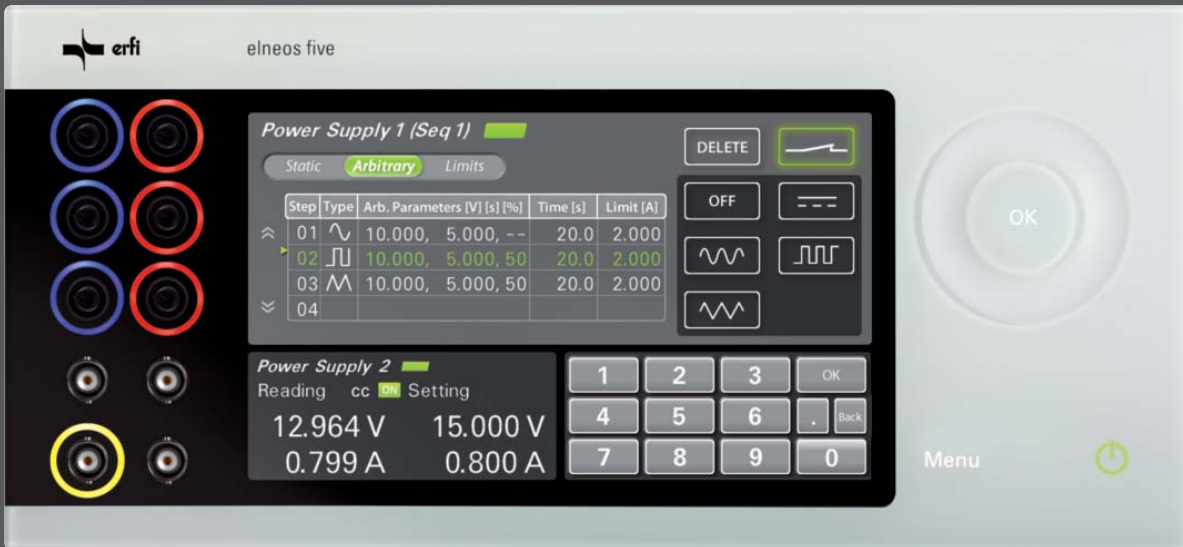 erfi
elneos five
Power Supply 1 (Seq 1)
DELETE
Static Arbitrary Limits
Step Type Arb. Parameters [V] [s] [%] Time [s] Limit [A]
01 10.000, 5.000, -- 20.0 2.000
02 10.000, 5.000, 50 20.0 2.000
03 10.000, 5.000, 50 20.0 2.000
04
OFF
OK
Power Supply 2
Reading cc ON Setting
12.964 V 15.000 V
0.799 A 0.800 A
1 2 3 OK
4 5 6 . Back
7 8 9 0
Menu